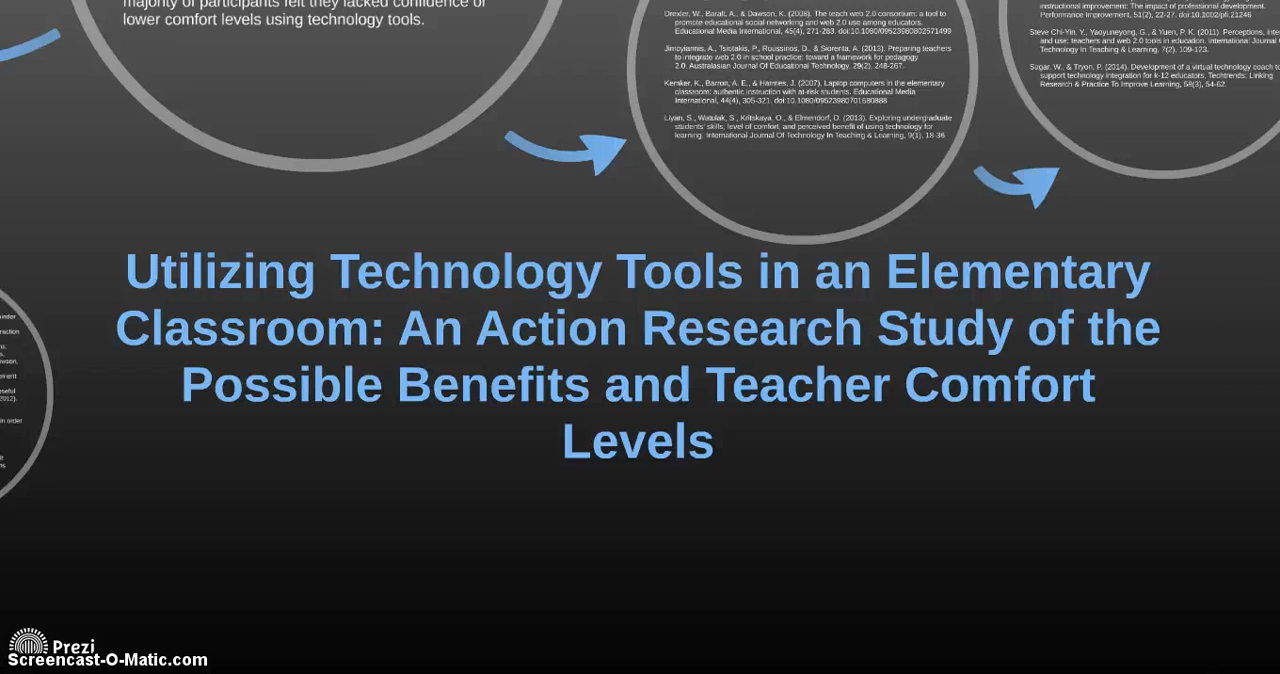 majority of participants felt they lacked confidence or
lower comfort levels using technology tools.
Drexler, W., Baralt, A., & Dawson, K. (2008). The teach web 2.0 consortium: a tool to
promote educational social networking and web 2.0 use among educators.
Educational Media International, 45(4), 271-283. doi:10.1080/09523980802571499
Jimoyiannis, A., Tsiotakis, P., Roussinos, D., & Siorenta, A. (2013). Preparing teachers
to integrate web 2.0 in school practice: toward a framework for pedagogy
2.0. Australasian Journal Of Educational Technology, 29(2), 248-267.
Kemker, K., Barron, A. E., & Harmes, J. (2007). Laptop computers in the elementary
classroom: authentic instruction with at-risk students. Educational Media
International, 44(4), 305-321. doi:10.1080/09523980701680888
Liyan, S., Watulak, S., Kritskaya, O., & Elmendorf, D. (2013). Exploring undergraduate
students' skills, level of comfort, and perceived benefit of using technology for
learning. International Journal Of Technology In Teaching & Learning, 9(1), 18-36.
instructional improvement: The impact of professional development.
Performance Improvement, 51(2), 22-27. doi:10.1002/pfi.21246
Steve Chi-Yin, Y., Yaoyuneyong, G., & Yuen, P. K. (2011) Perceptions, inte
and use: teachers and web 2.0 tools in education. International Journal
Technology In Teaching & Learning, 7(2), 109-123.
Sugar, W., & Tryon, P. (2014). Development of a virtual technology coach to
support technology integration for k-12 educators. Techtrends: Linking
Research & Practice To Improve Learning, 58(3), 54-62.
Utilizing Technology Tools in an Elementary
Classroom: An Action Research Study of the
Possible Benefits and Teacher Comfort
Levels
2012).
in order
Prezi
Screencast-O-Matic.com